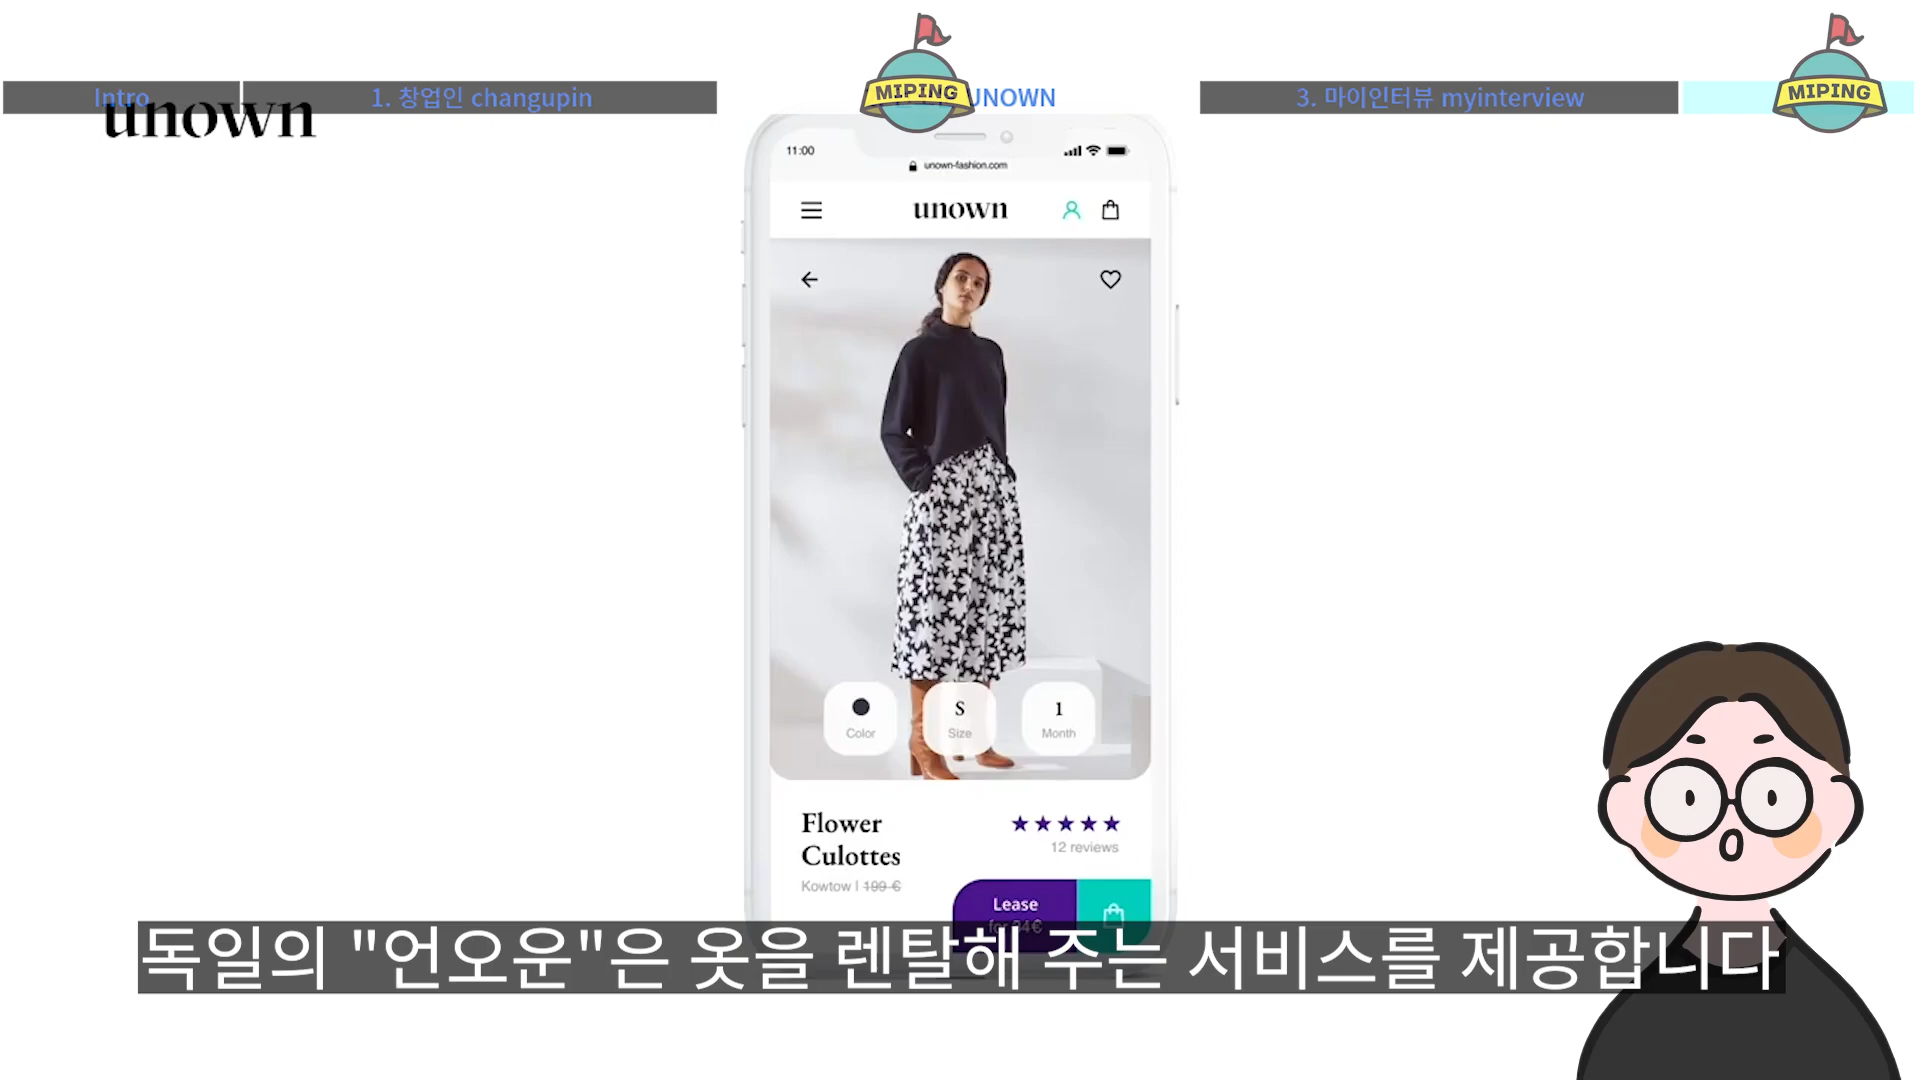 Intro
1. 창업인 changupin
MIPING
UNOWN
3. 마이인터뷰 myinterview
MIPING
unown
11:00
unown-fashion.com
unown
S
1
Color
Size
Month
Flower
Culottes
12 reviews
Kowtow | 199 €
Lease
for 24€
독일의 "언오운"은 옷을 렌탈해 주는 서비스를 제공합니다